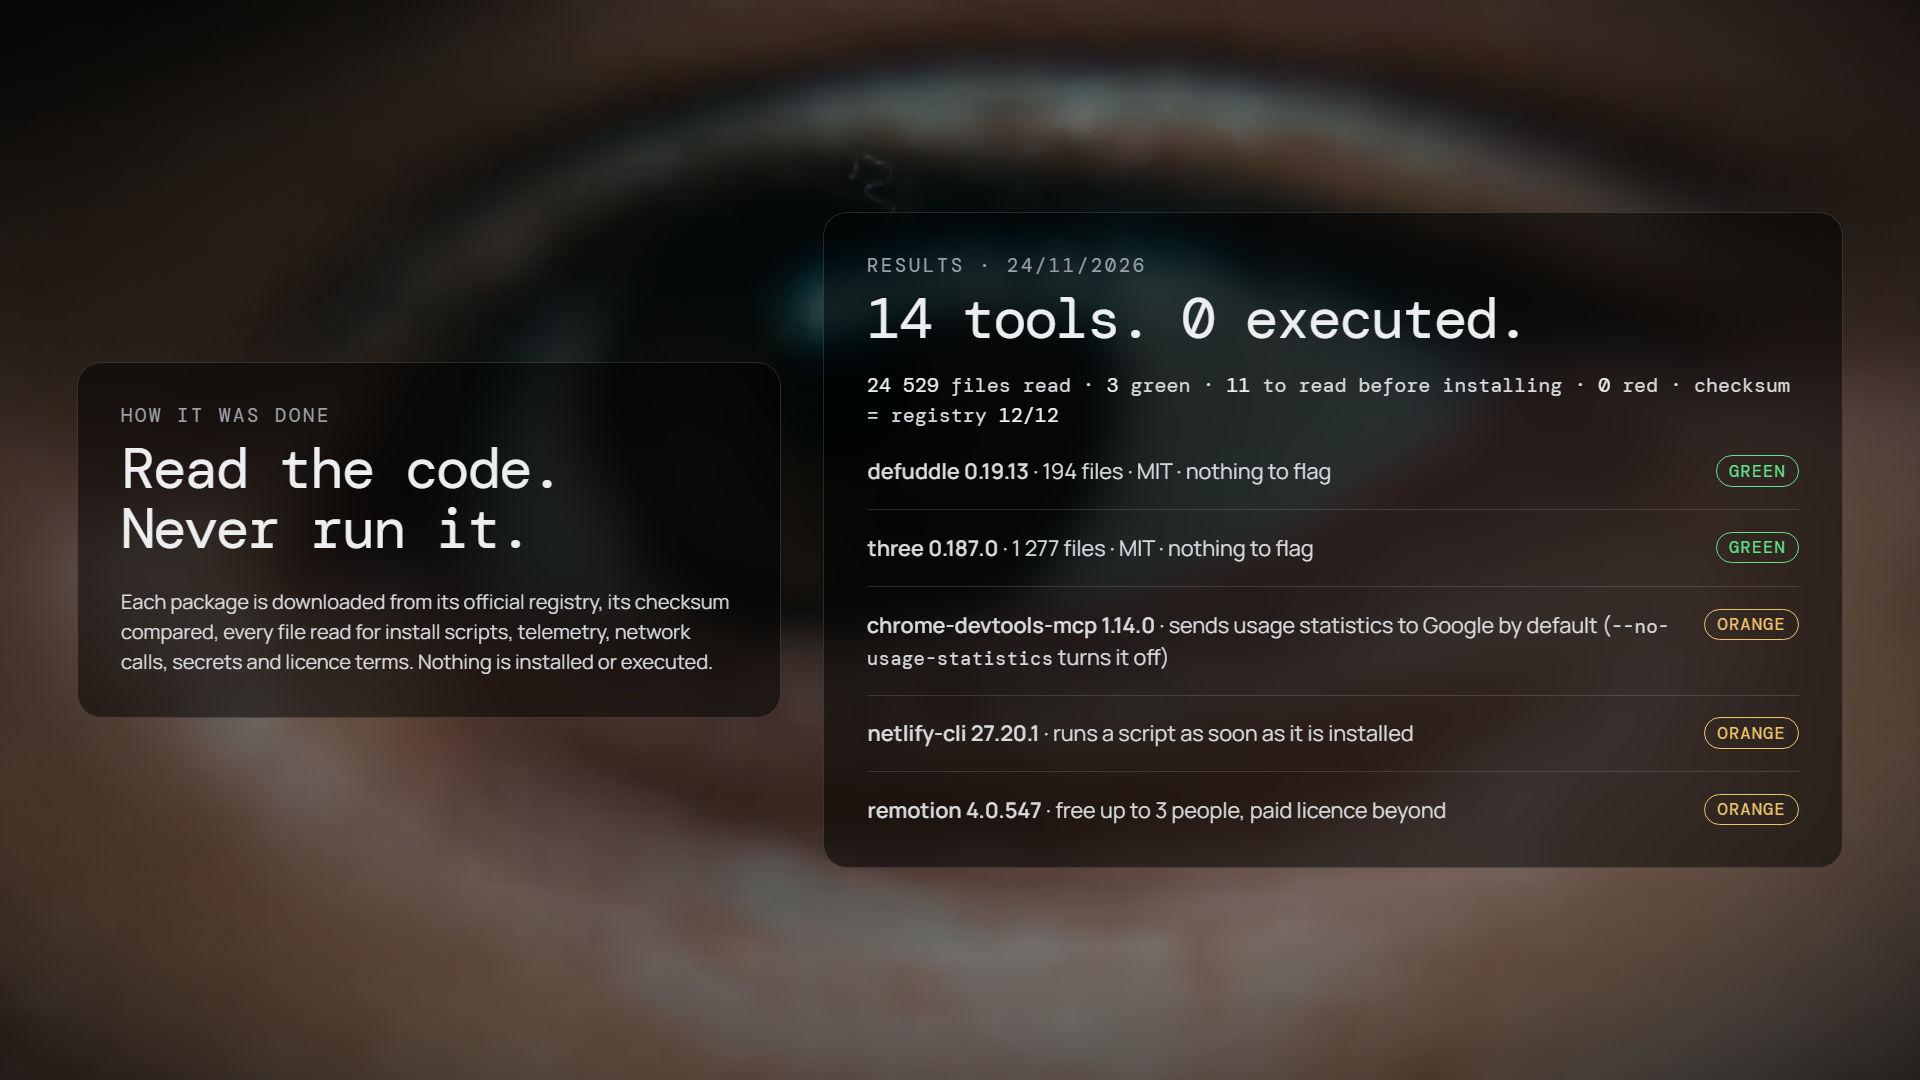 HOW IT WAS DONE
Read the code.
Never run it.
Each package is downloaded from its official registry, its checksum
compared, every file read for install scripts, telemetry, network
calls, secrets and licence terms. Nothing is installed or executed.
RESULTS · 24/11/2026
14 tools. 0 executed.
24 529 files read · 3 green · 11 to read before installing · 0 red · checksum
= registry 12/12
defuddle 0.19.13 · 194 files · MIT · nothing to flag GREEN
three 0.187.0 · 1 277 files · MIT · nothing to flag GREEN
chrome-devtools-mcp 1.14.0 · sends usage statistics to Google by default (--no- ORANGE
usage-statistics turns it off)
netlify-cli 27.20.1 · runs a script as soon as it is installed ORANGE
remotion 4.0.547 · free up to 3 people, paid licence beyond ORANGE